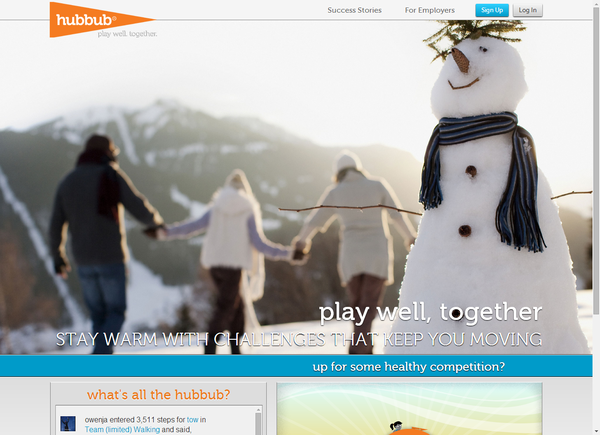 hubbub®
play well. together.
Success Stories
For Employers
Sign Up
Log In
play well, together
STAY WARM WITH CHALLENGES THAT KEEP YOU MOVING
up for some healthy competition?
what's all the hubbub?
owenja entered 3,511 steps for tow in
Team (limited) Walking and said,